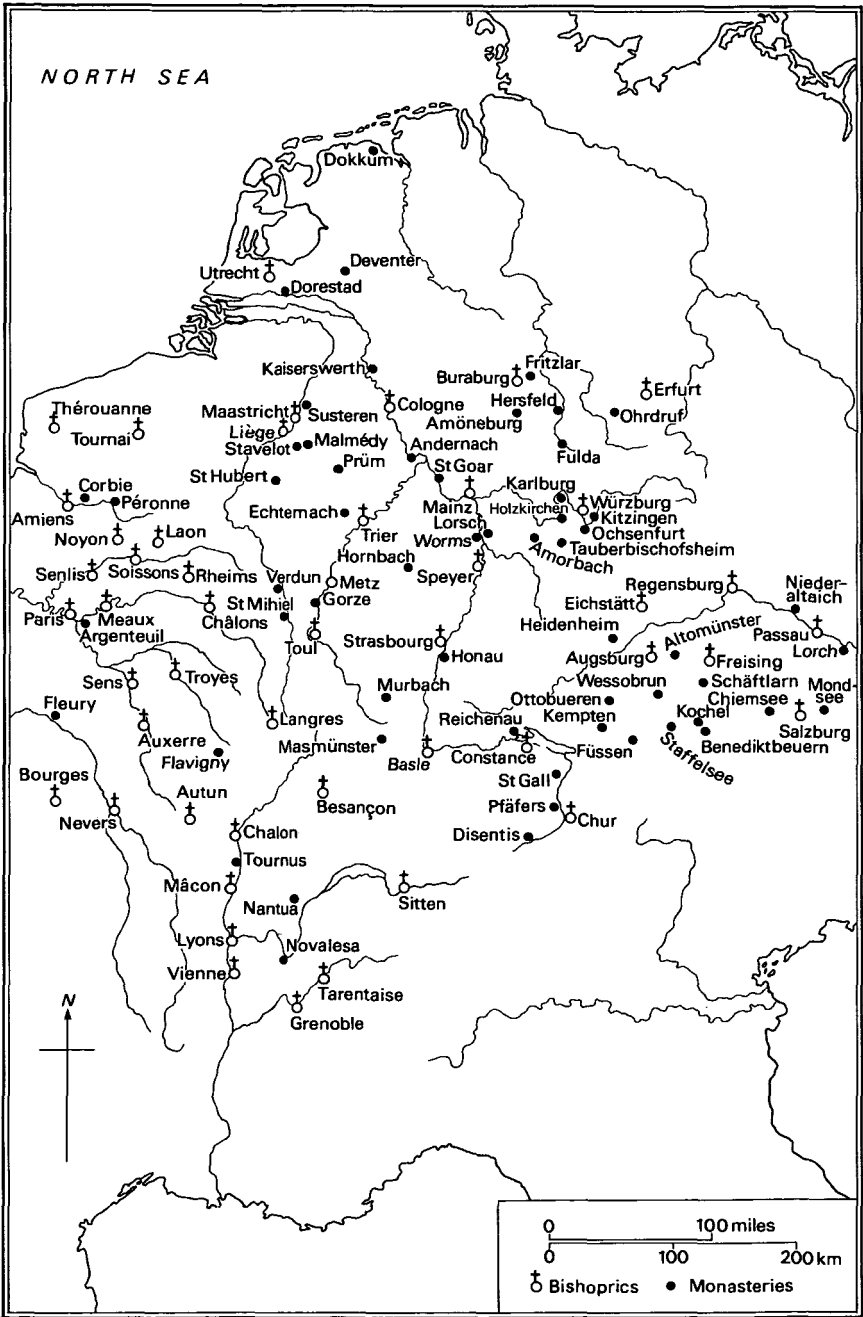 NORTH SEA
Dokkum
Deventer
Utrecht
Dorestad
Kaiserswerth
Buraburg
Fritzlar
Erfurt
Thérouanne
Tournai
Maastricht
Susteren
Cologne
Hersfeld
Amöneburg
Ohrdruf
Liège
Malmédy
Stavelot
Andernach
Fulda
Prüm
St Hubert
St Goar
Corbie
Péronne
Amiens
Karlburg
Mainz
Holzkirchen
Würzburg
Kitzingen
Echternach
Trier
Lorsch
Ochsenfurt
Noyon
Laon
Worms
Tauberbischofsheim
Amorbach
Hornbach
Speyer
Senlis
Soissons
Rheims
Verdun
Metz
Regensburg
Nieder-
altaich
Paris
Meaux
Argenteuil
Châlons
St Mihiel
Gorze
Eichstätt
Heidenheim
Passau
Toul
Strasbourg
Honau
Altomünster
Lorch
Augsburg
Freising
Sens
Troyes
Wessobrun
Schäftlarn
Murbach
Ottobueren
Chiemsee
Mond-
see
Fleury
Langres
Reichenau
Kempten
Kochel
Salzburg
Auxerre
Flavigny
Masmünster
Basle
Constance
Füssen
Staffelsee
Benediktbeuern
Bourges
Nevers
Autun
Besançon
St Gall
Pfäfers
Chur
Chalon
Disentis
Tournus
Mâcon
Nantua
Sitten
Lyons
Novalesa
Vienne
Tarentaise
Grenoble
N
0 100 miles
0 100 200 km
Bishoprics Monasteries